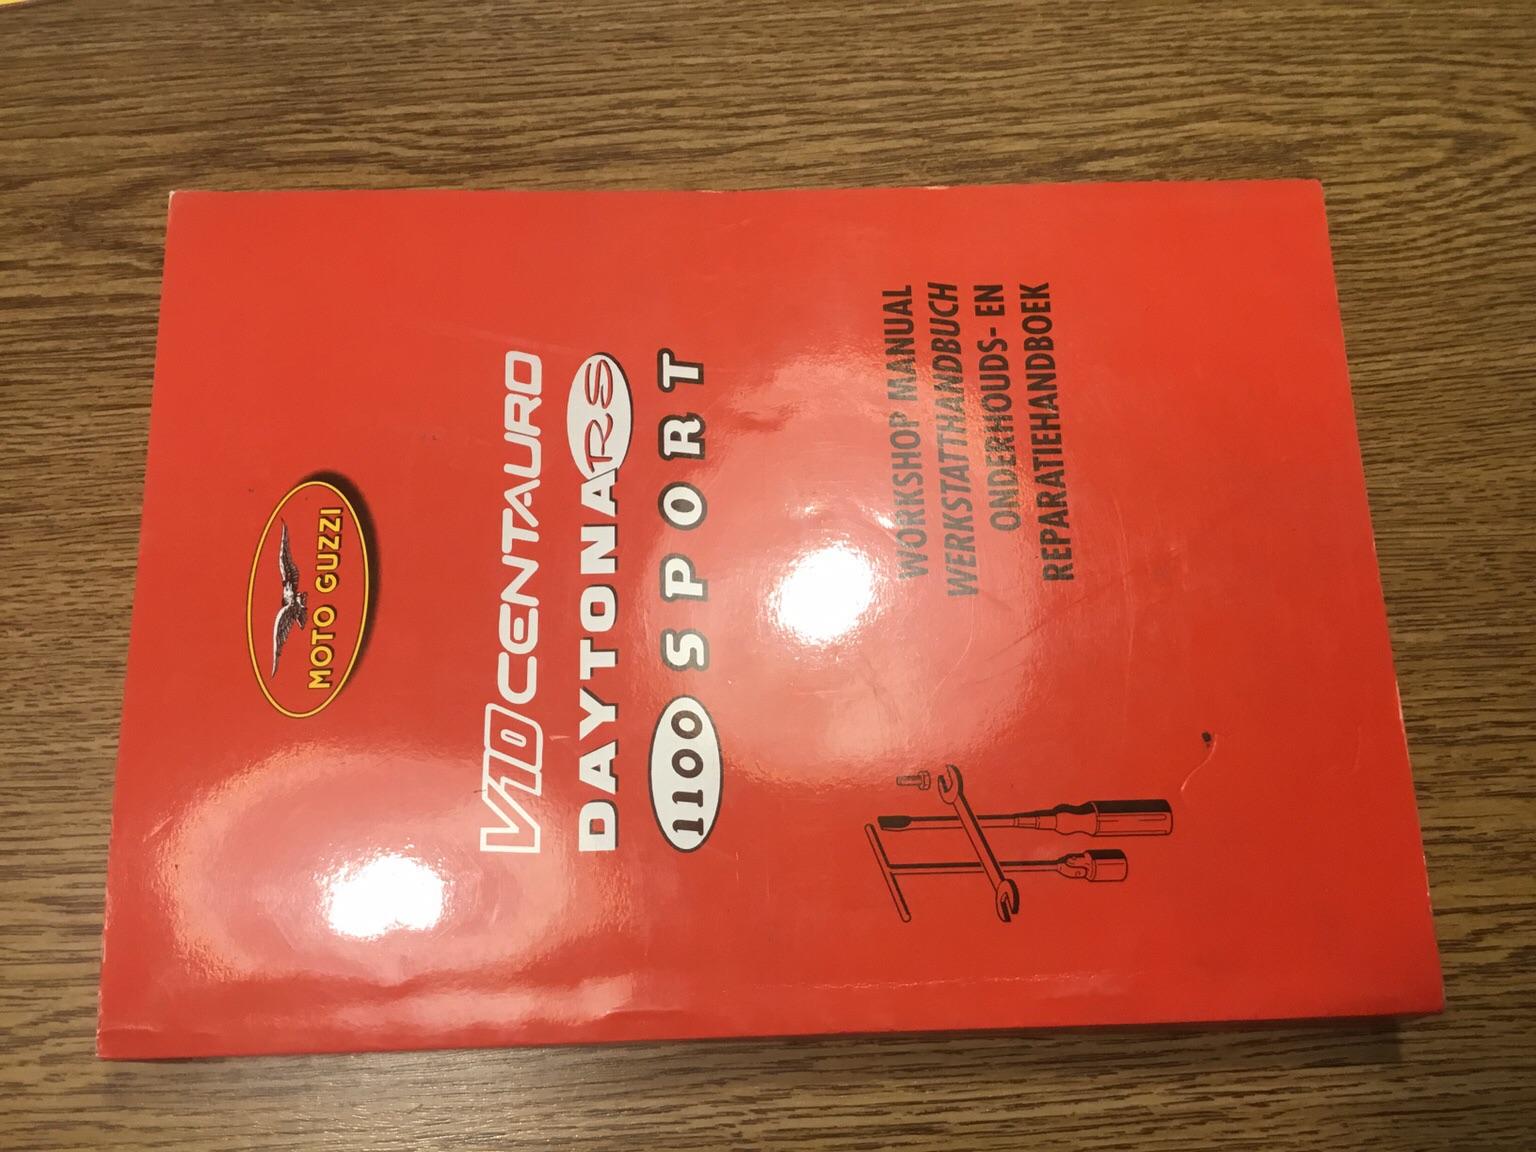 MOTO GUZZI
V10 CENTAURO
DAYTONA RS
1100 SPORT
WORKSHOP MANUAL
WERKSTATTHANDBUCH
ONDERHOUDS- EN
REPARATIEHANDBOEK